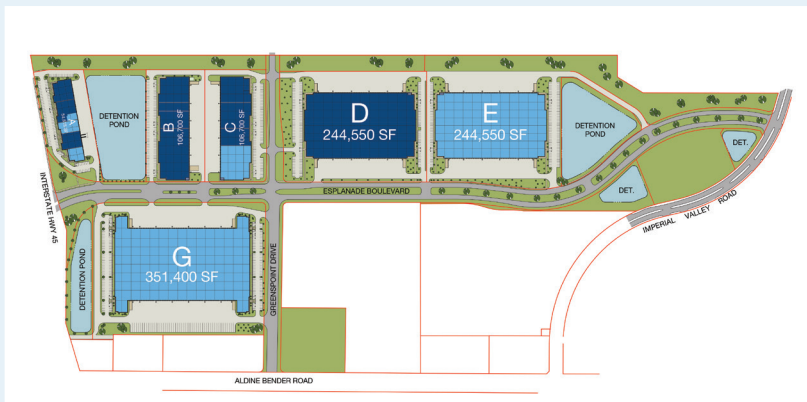 A
DETENTION
POND
B
106,700 SF
C
106,700 SF
D
244,550 SF
E
244,550 SF
DETENTION
POND
DET.
DET.
INTERSTATE HWY 45
ESPLANADE BOULEVARD
IMPERIAL VALLEY ROAD
DETENTION POND
G
351,400 SF
GREENSPOINT DRIVE
ALDINE BENDER ROAD